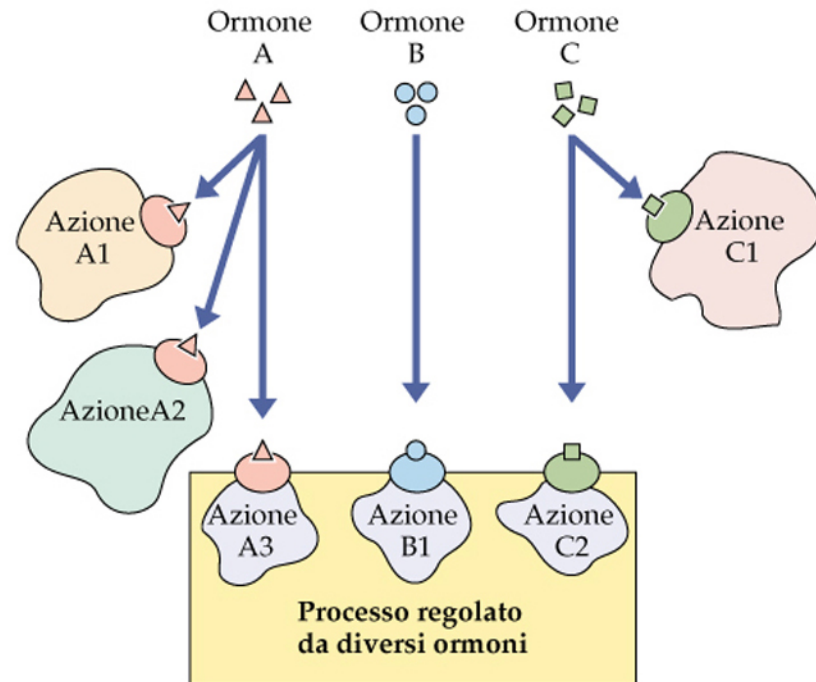 Ormone
A
Ormone
B
Ormone
C
Azione
A1
AzioneA2
Azione
C1
Azione
A3
Azione
B1
Azione
C2
Processo regolato
da diversi ormoni